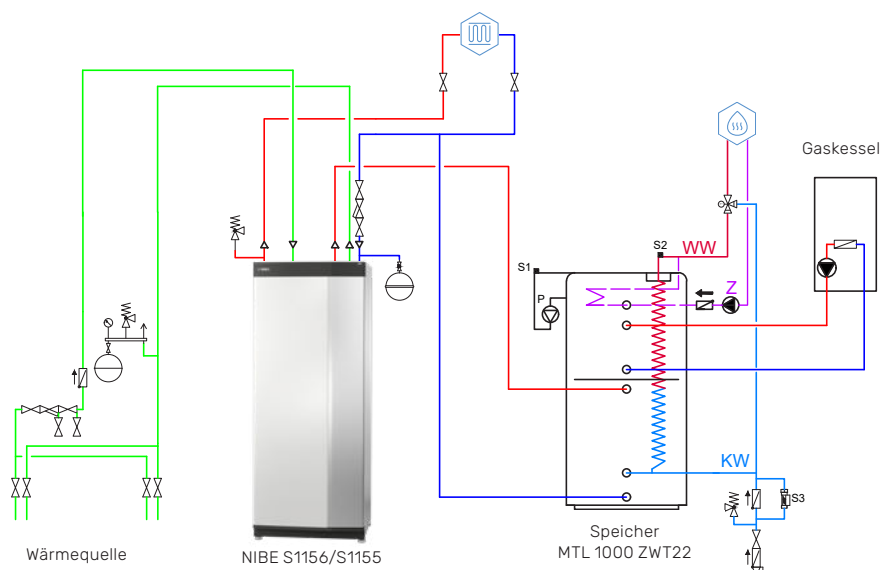 Gaskessel
S2
WW
S1
P
Z
KW
S3
Wärmequelle
NIBE S1156/S1155
Speicher
MTL 1000 ZWT22